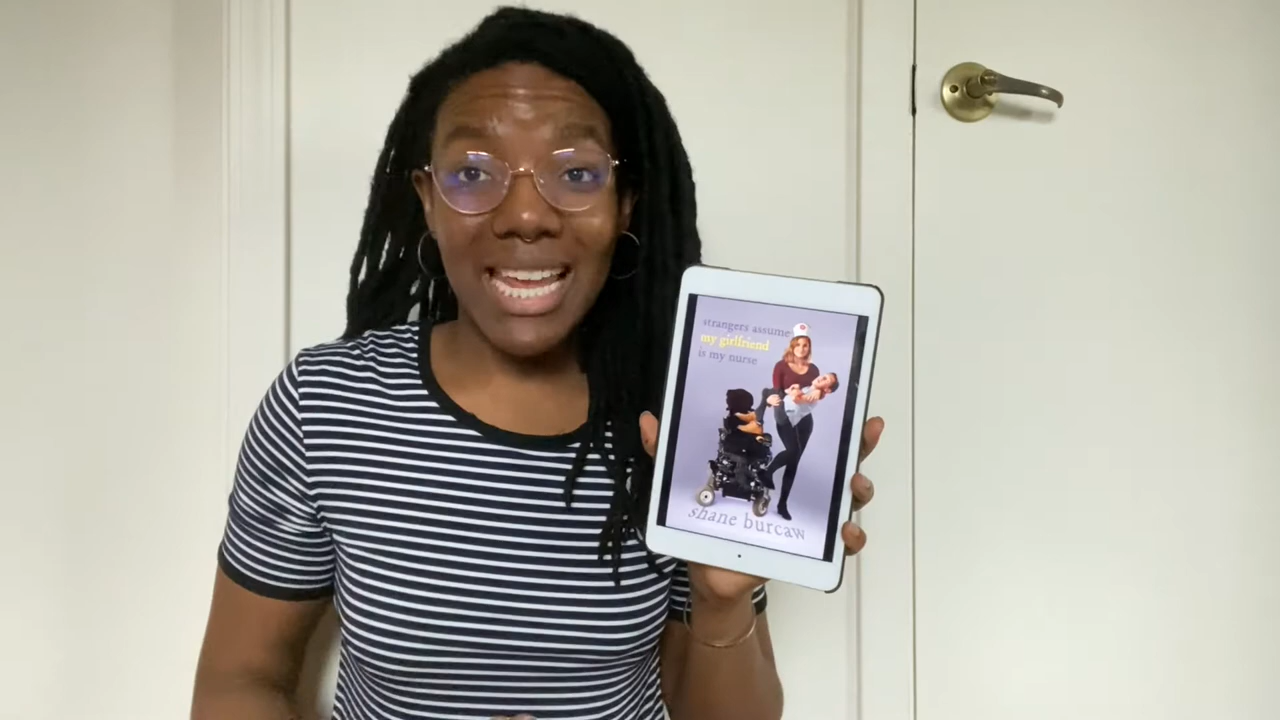 strangers assume
my girlfriend
is my nurse
shane burcaw